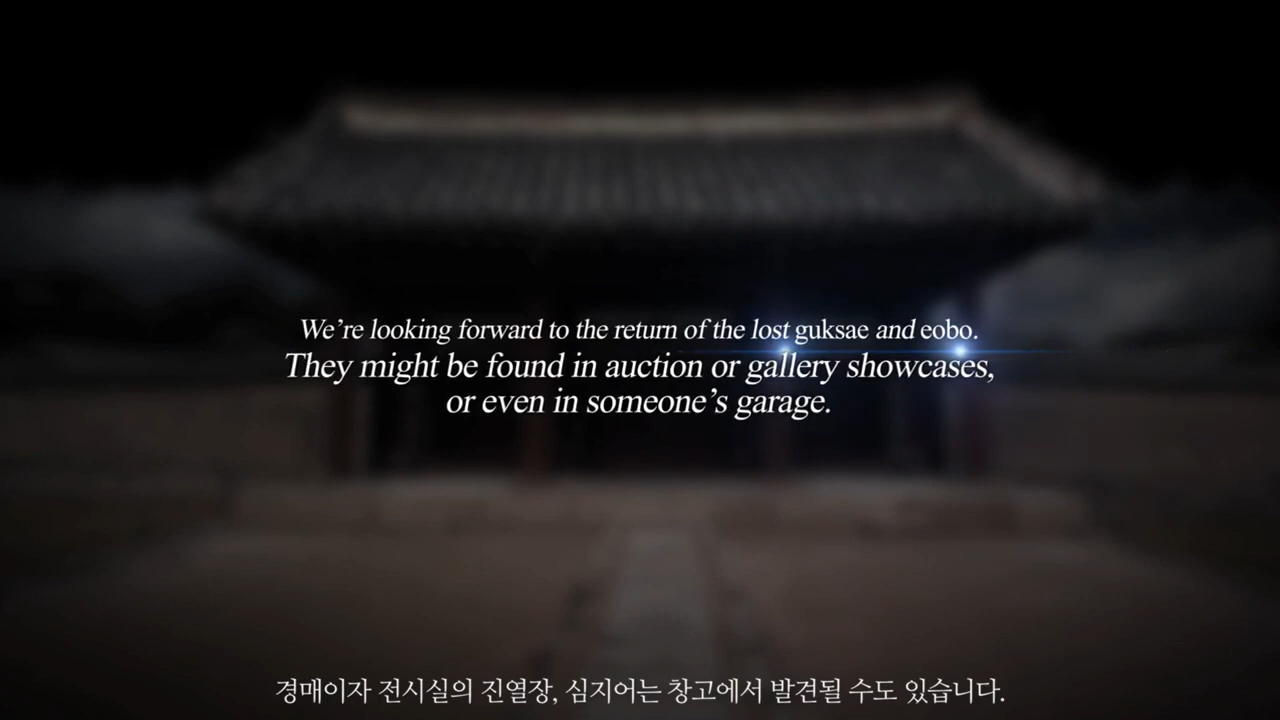 We’re looking forward to the return of the lost guksae and eobo.
They might be found in auction or gallery showcases,
or even in someone’s garage.
경매이자 전시실의 진열장, 심지어는 창고에서 발견될 수도 있습니다.